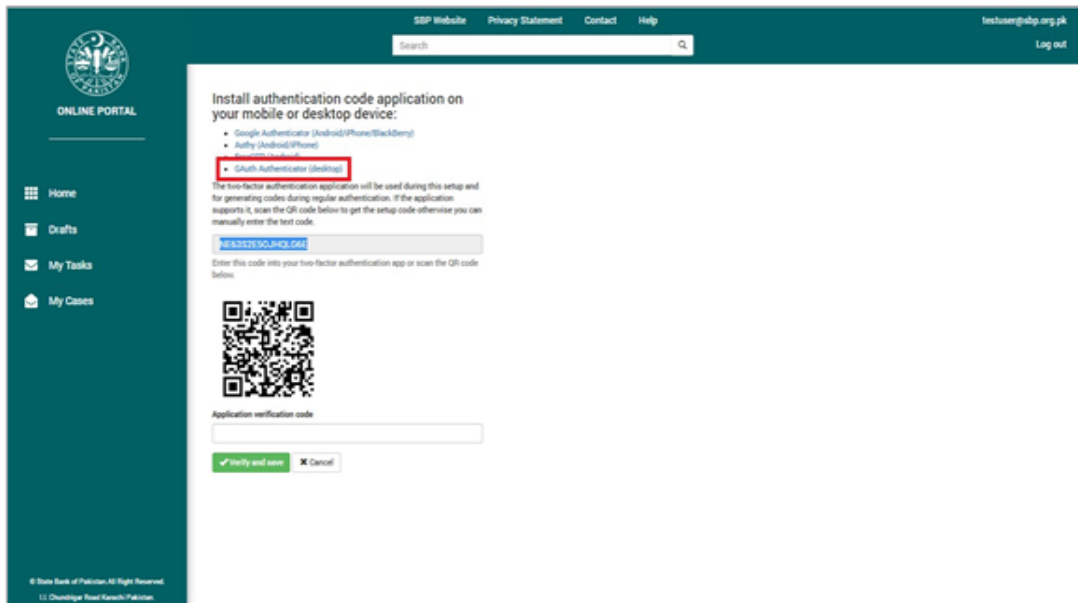 SBP Website Privacy Statement Contact Help testuser@sbp.org.pk
Search
Log out
STATE BANK OF PAKISTAN
ONLINE PORTAL
Home
Drafts
My Tasks
My Cases
Install authentication code application on
your mobile or desktop device:
Google Authenticator (Android/iPhone/BlackBerry)
Authy (Android/iPhone)
FreeOTP (Android)
GAuth Authenticator (desktop)
The two-factor authentication application will be used during this setup and
for generating codes during regular authentication. If the application
supports it, scan the QR code below to get the setup code otherwise you can
manually enter the text code.
Enter this code into your two-factor authentication app or scan the QR code
below.
Application verification code
Verify and save
Cancel
© State Bank of Pakistan.All Right Reserved.
I.I. Chundrigar Road Karachi Pakistan.